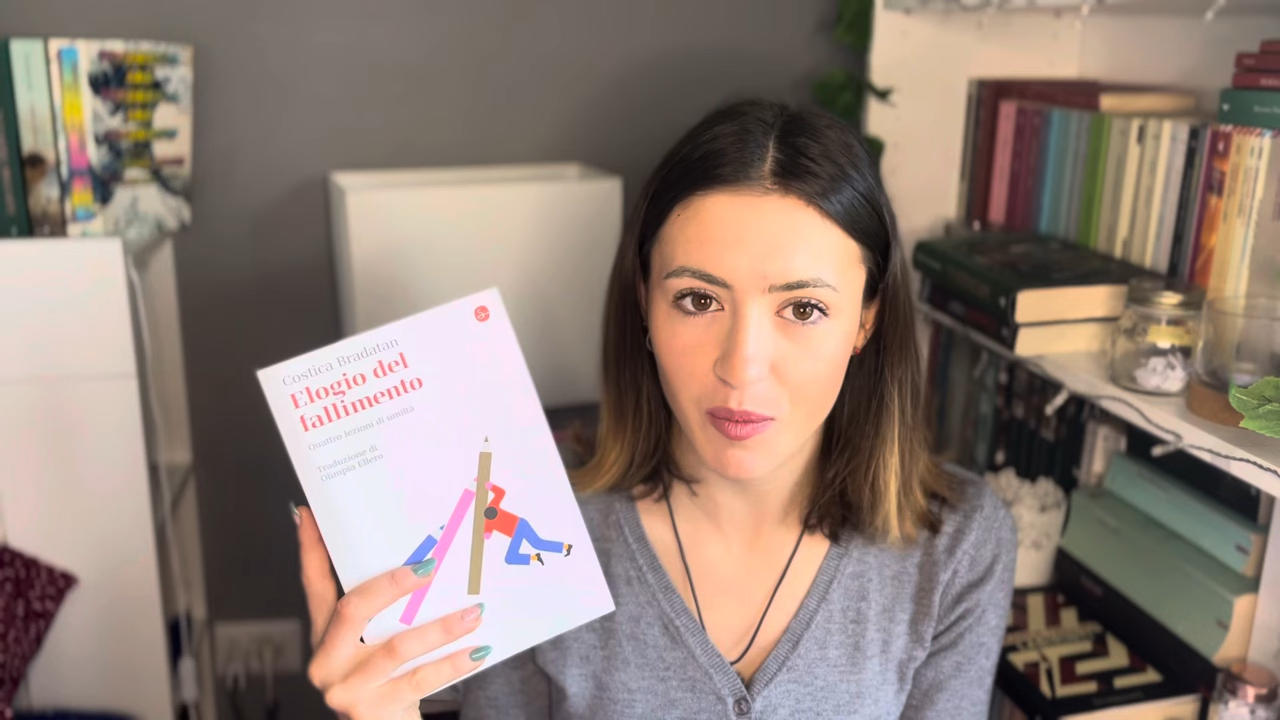 Costica Bradatan
Elogio del
fallimento
Quattro lezioni di umiltà
Traduzione di
Olimpia Ellero